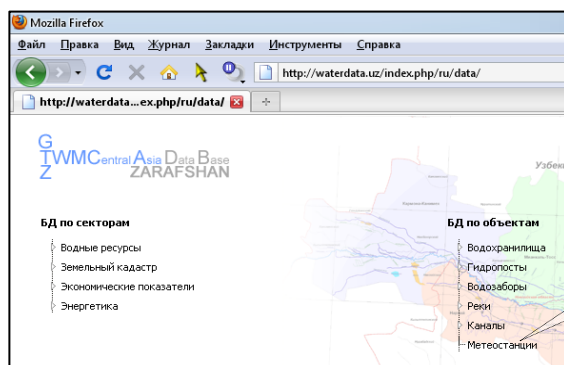 Mozilla Firefox
Файл Правка Вид Журнал Закладки Инструменты Справка
http://waterdata.uz/index.php/ru/data/
http://waterdata...ex.php/ru/data/
GTZ
TWMCentral Asia Data Base
ZARAFSHAN
БД по секторам
Водные ресурсы
Земельный кадастр
Экономические показатели
Энергетика
Узбек
БД по объектам
Водохранилища
Гидропосты
Водозаборы
Реки
Каналы
Метеостанции